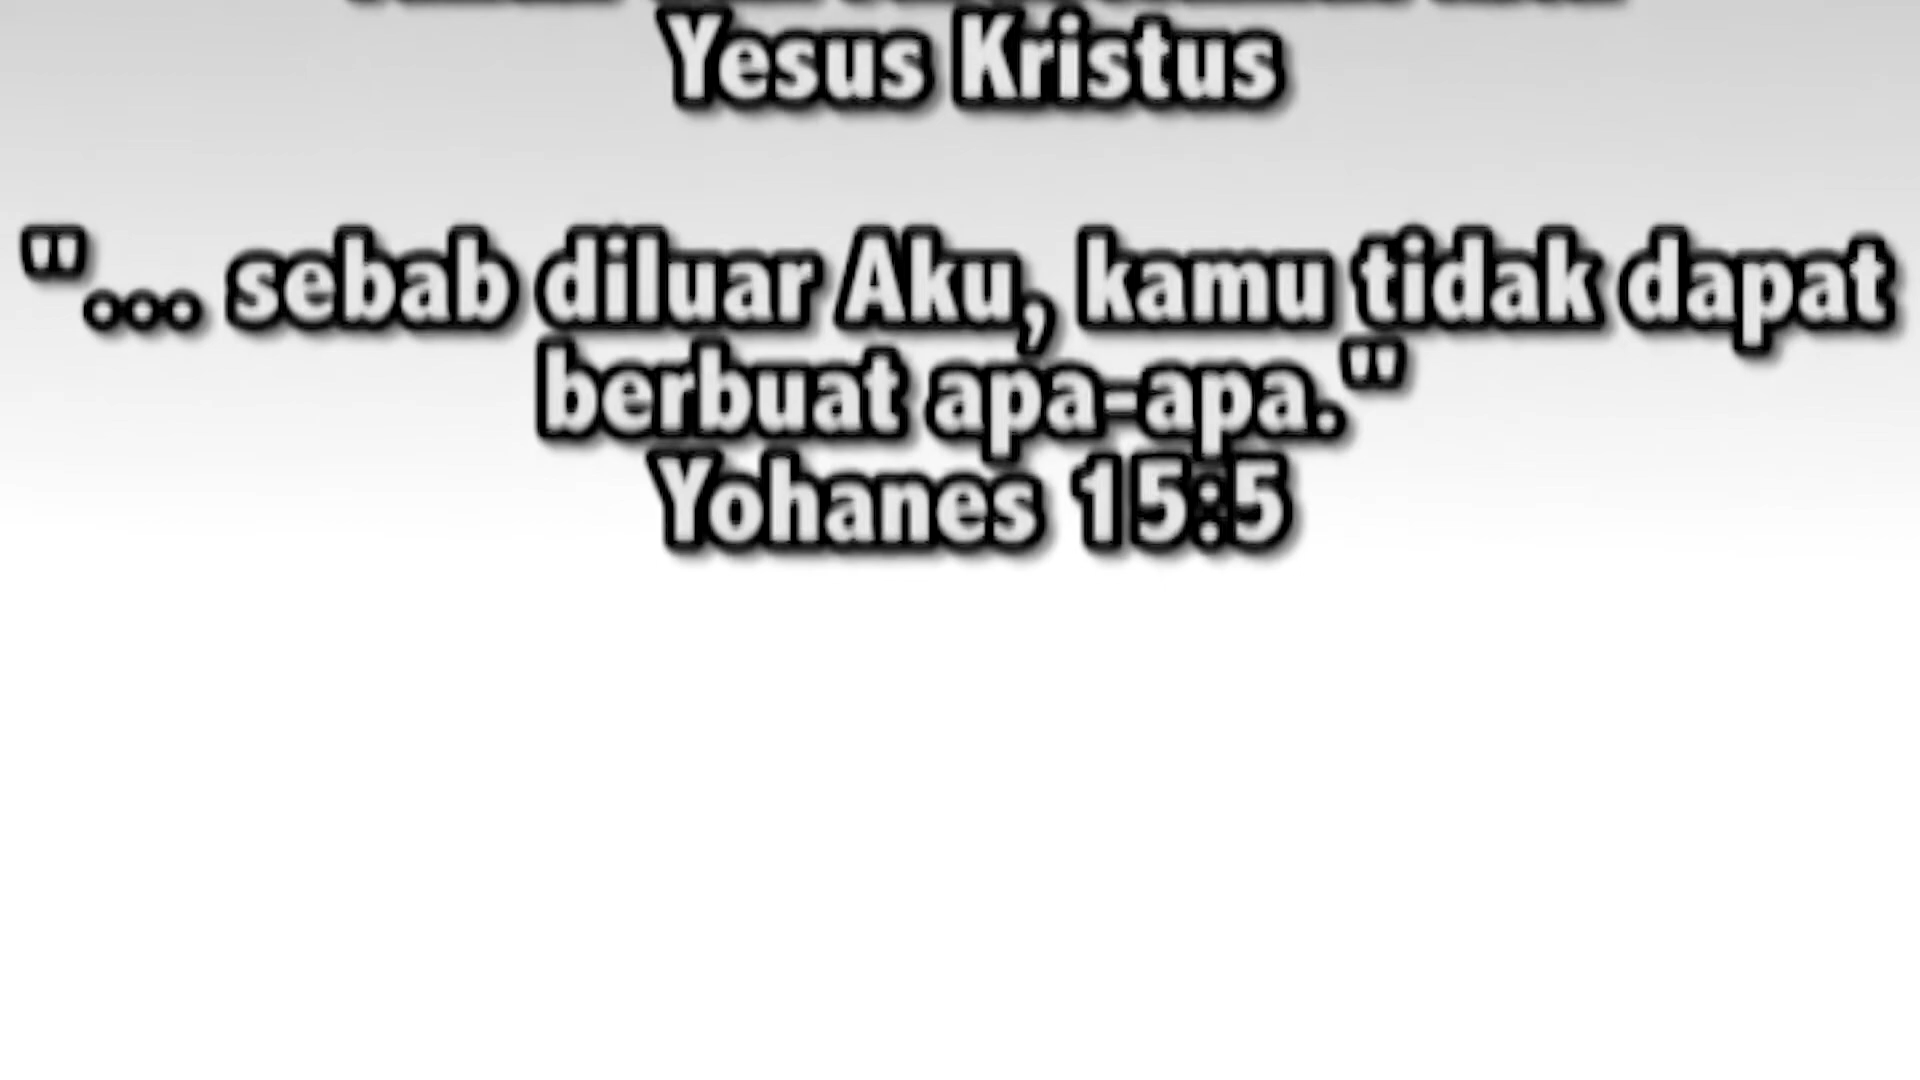 Yesus Kristus
"... sebab diluar Aku, kamu tidak dapat
berbuat apa-apa."
Yohanes 15:5